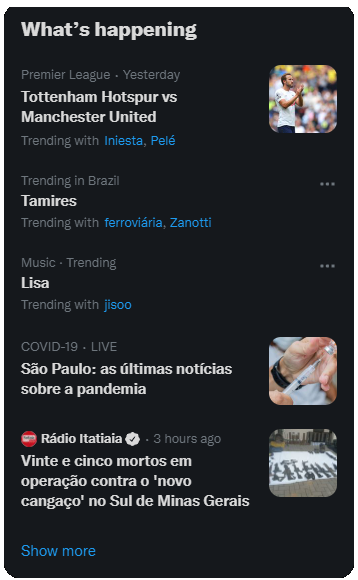 What’s happening
Premier League · Yesterday
Tottenham Hotspur vs
Manchester United
Trending with Iniesta, Pelé
Trending in Brazil
Tamires
Trending with ferroviária, Zanotti
Music · Trending
Lisa
Trending with jisoo
COVID-19 · LIVE
São Paulo: as últimas notícias
sobre a pandemia
Rádio Itatiaia · 3 hours ago
Vinte e cinco mortos em
operação contra o 'novo
cangaço' no Sul de Minas Gerais
Show more